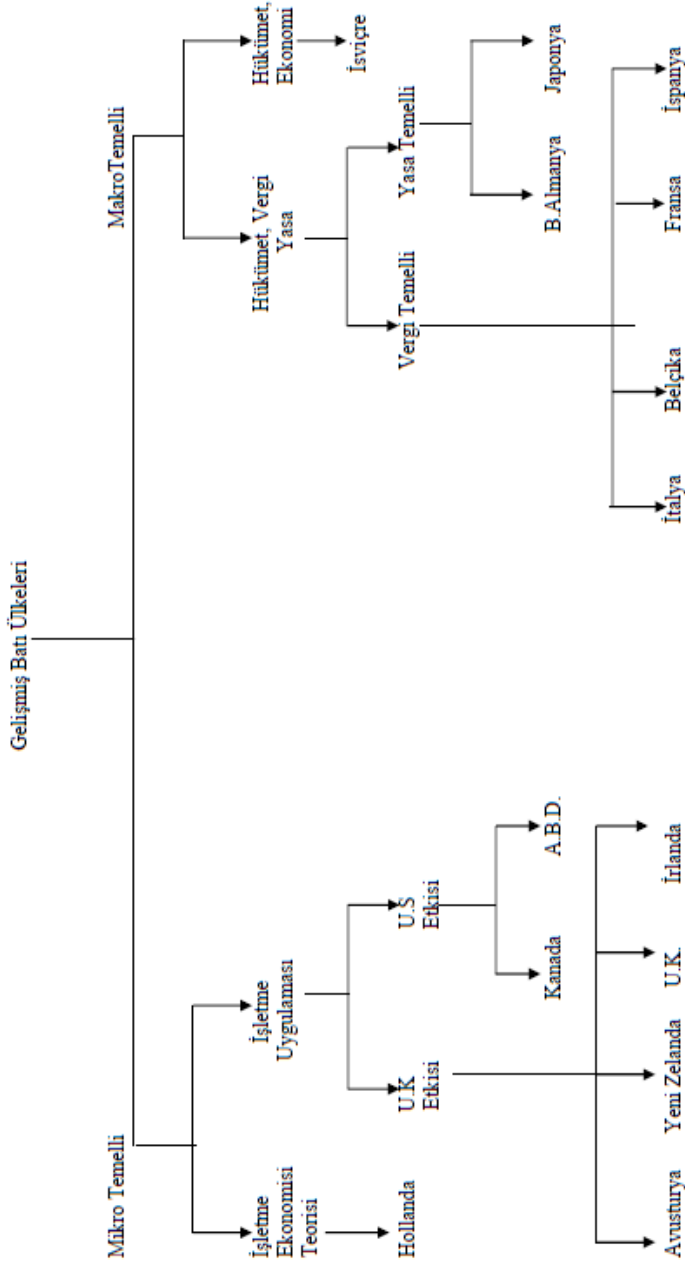 Gelişmiş Batı Ülkeleri
Mikro Temelli
MakroTemelli
İşletme
Ekonomisi
Teorisi
İşletme
Uygulaması
Hükümet, Vergi
Yasa
Hükümet,
Ekonomi
Hollanda
U.K
Etkisi
U.S
Etkisi
Vergi Temelli
Yasa Temelli
İsviçre
Kanada
A.B.D.
B.Almanya
Japonya
Avusturya
Yeni Zelanda
U.K.
İrlanda
İtalya
Belçika
Fransa
İspanya